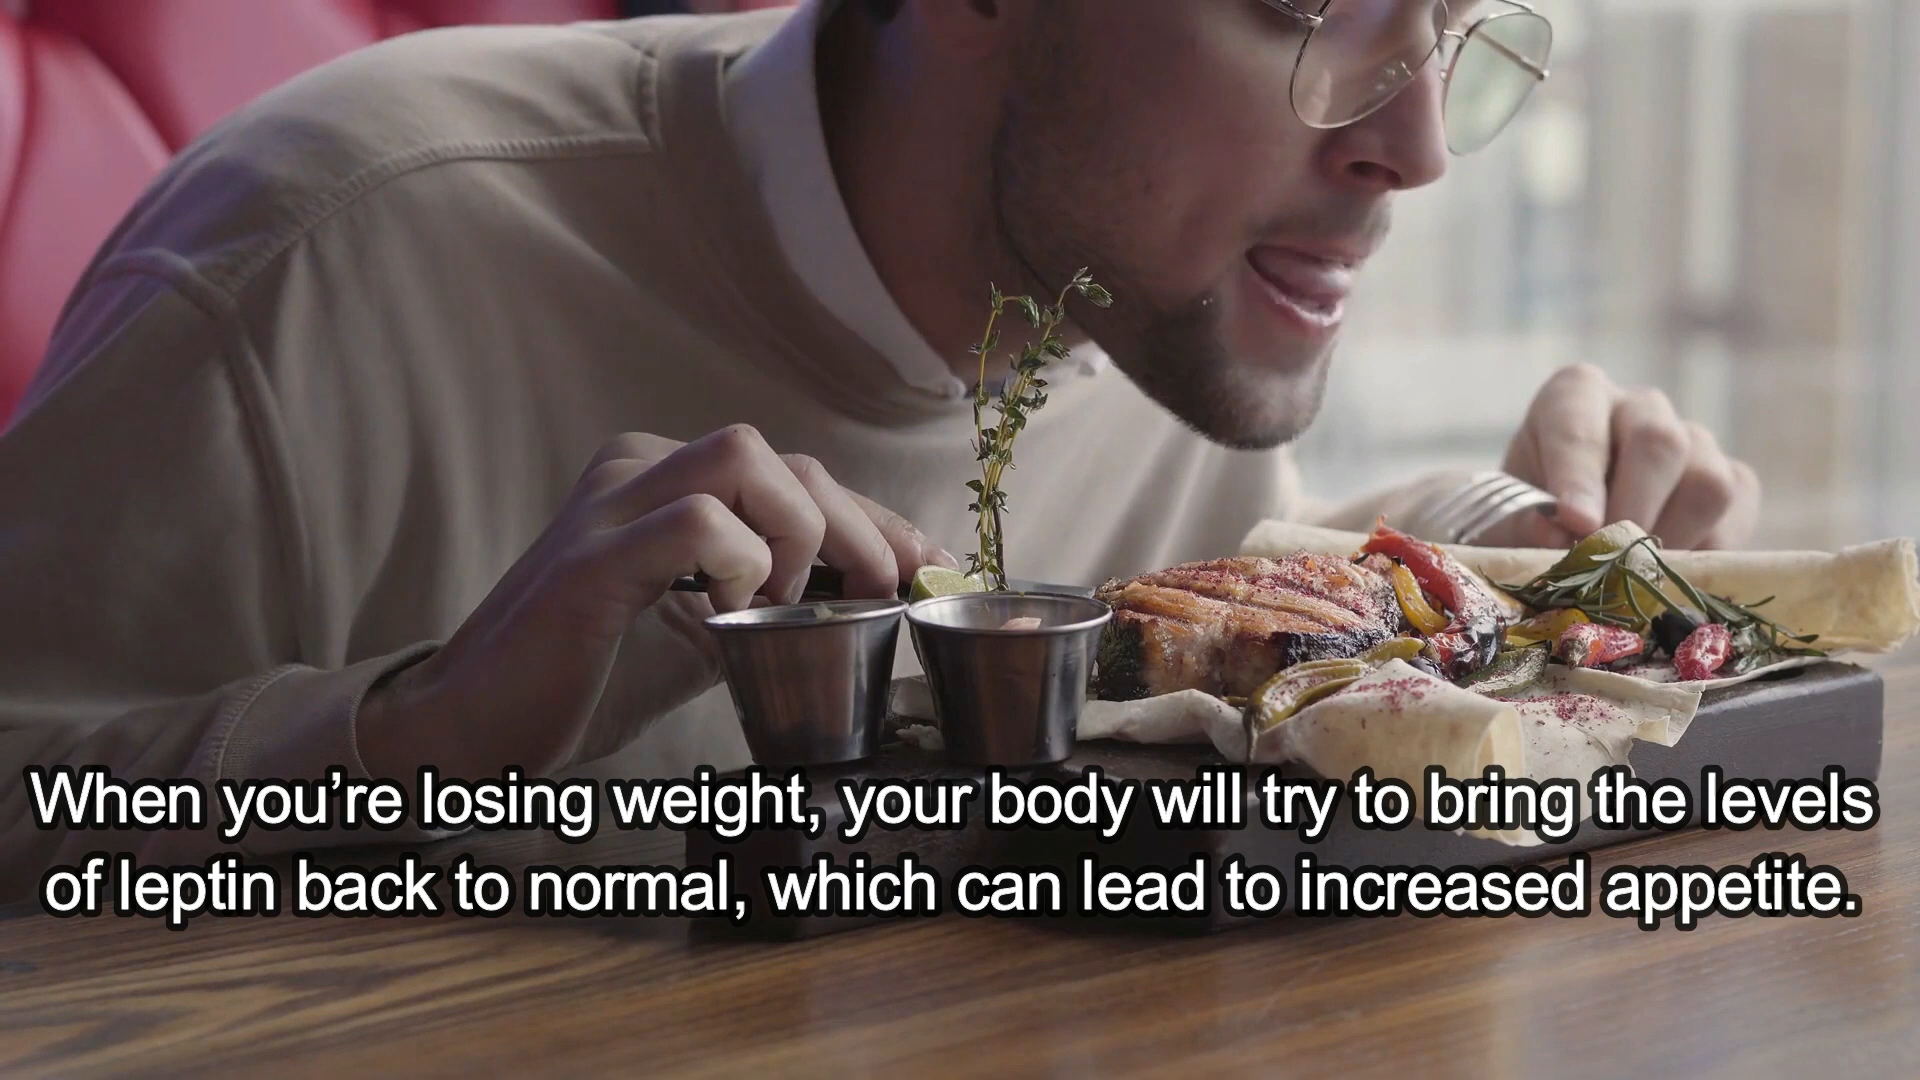 When you’re losing weight, your body will try to bring the levels
of leptin back to normal, which can lead to increased appetite.